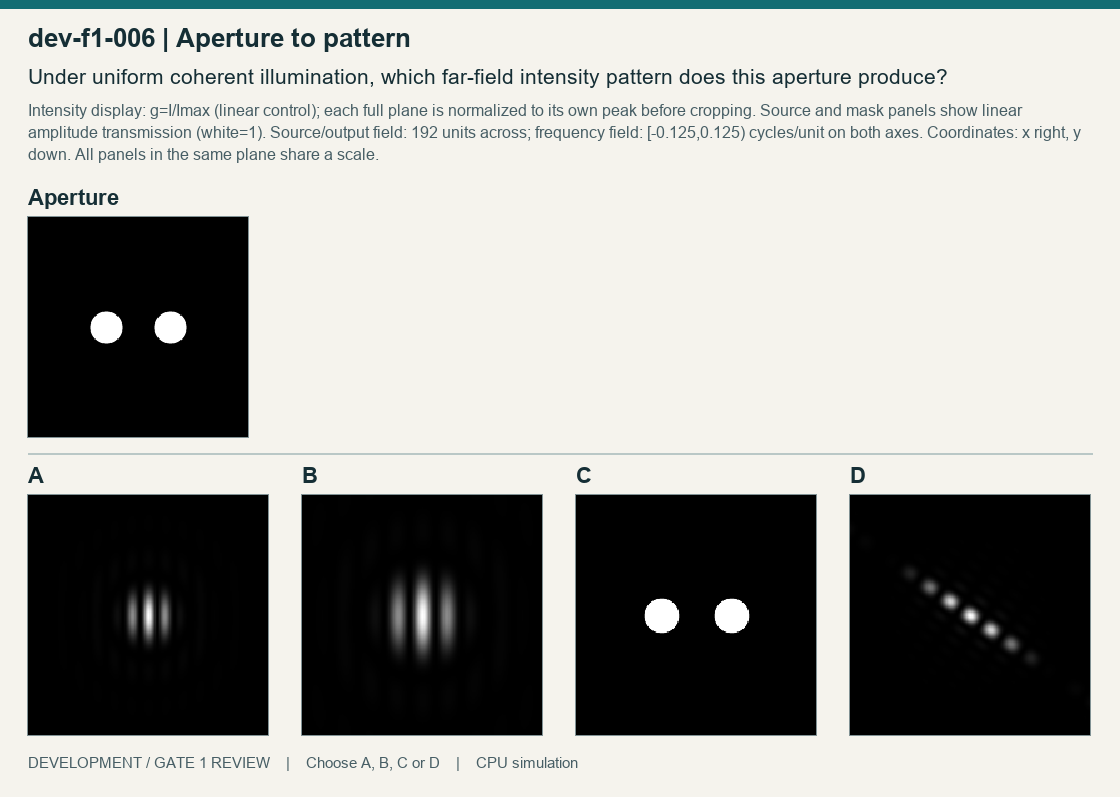 dev-f1-006 | Aperture to pattern
Under uniform coherent illumination, which far-field intensity pattern does this aperture produce?
Intensity display: g=I/Imax (linear control); each full plane is normalized to its own peak before cropping. Source and mask panels show linear
amplitude transmission (white=1). Source/output field: 192 units across; frequency field: [-0.125,0.125) cycles/unit on both axes. Coordinates: x right, y
down. All panels in the same plane share a scale.
Aperture
A B C D
DEVELOPMENT / GATE 1 REVIEW | Choose A, B, C or D | CPU simulation